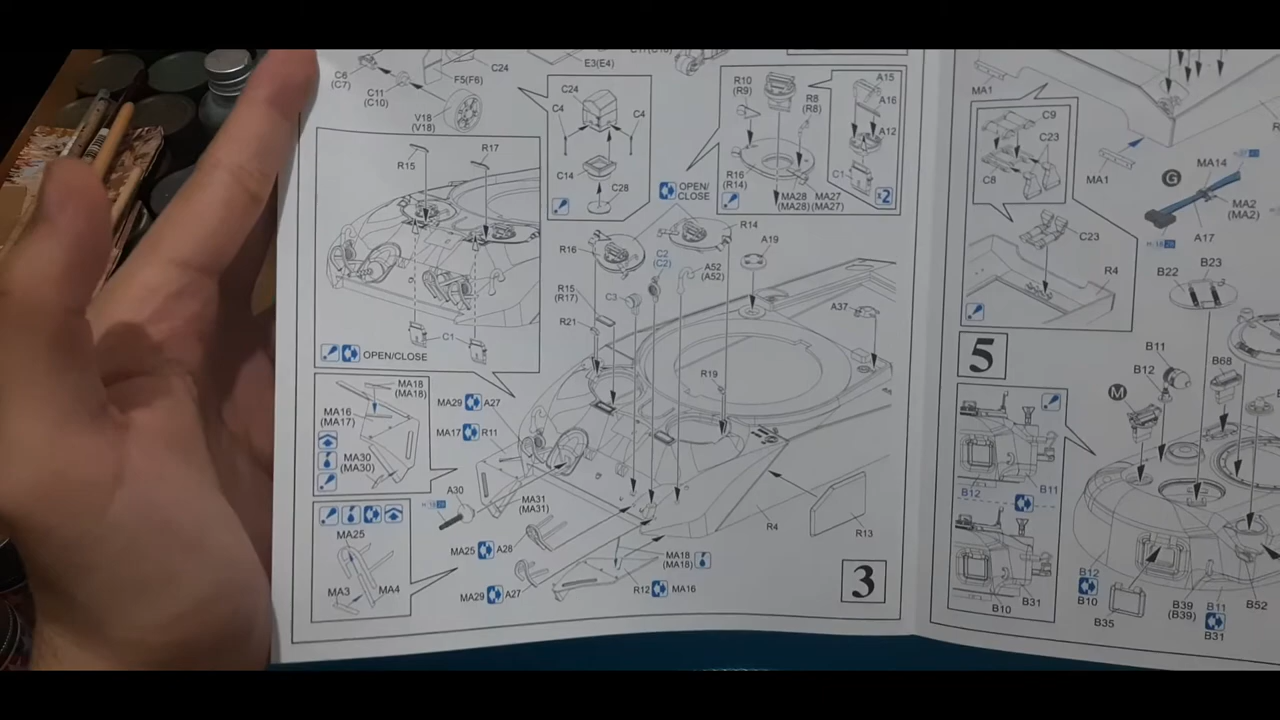 C6
(C7)
C11
(C10)
F5(F6)
C24
V18
(V18)
E3(E4)
R15
R17
C1
OPEN/CLOSE
C24
C4
C4
C14
C28
R10
(R9)
R8
(R8)
R16
(R14)
MA28
(MA28)
MA27
(MA27)
A15
A16
A12
C1
x2
OPEN/
CLOSE
R16
R14
C2
(C2)
A52
(A52)
A19
C3
R15
(R17)
R21
A37
R19
MA18
(MA18)
MA16
(MA17)
MA30
(MA30)
MA29
A27
MA17
R11
A30
MA31
(MA31)
MA25
MA3
MA4
MA25
A28
MA29
A27
MA18
(MA18)
R12
MA16
R4
R13
3
MA1
MA1
C9
C23
C8
C23
R4
G
MA14
MA2
(MA2)
A17
5
B22
B23
B11
B12
B68
M
B12
B11
B10
B31
B12
B10
B35
B39
(B39)
B11
B31
B52